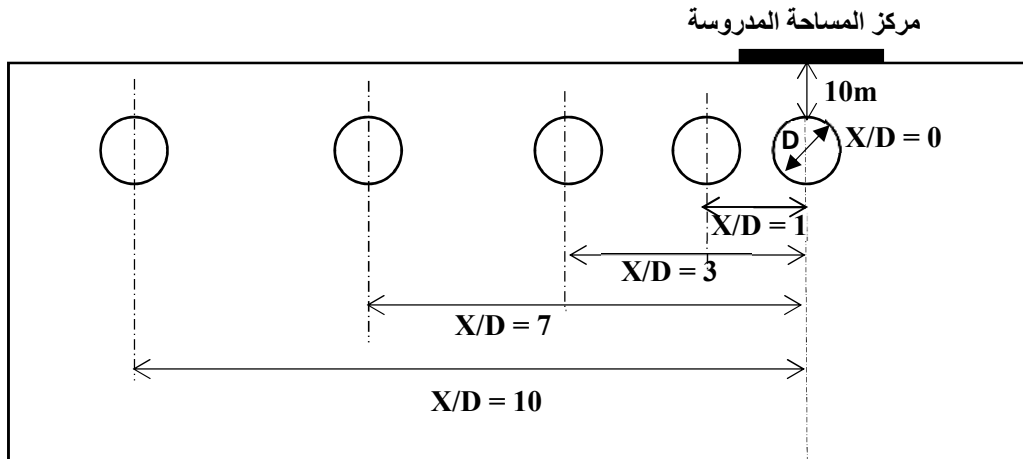 مركز المساحة المدروسة
10m
D
X/D = 0
X/D = 1
X/D = 3
X/D = 7
X/D = 10